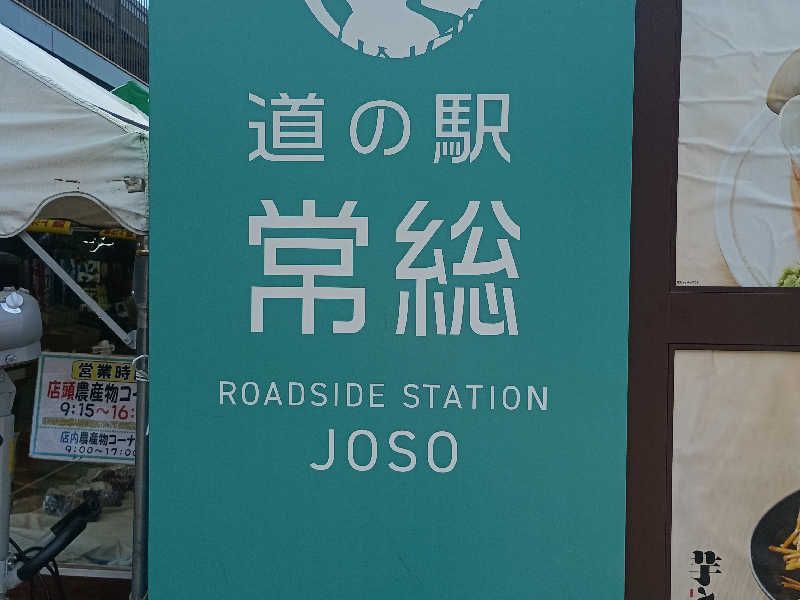 道の駅
常総
ROADSIDE STATION
JOSO
営業時
店頭農産物コー
9:15～16:
店内農産物コーナ
9:00～17:00
芋